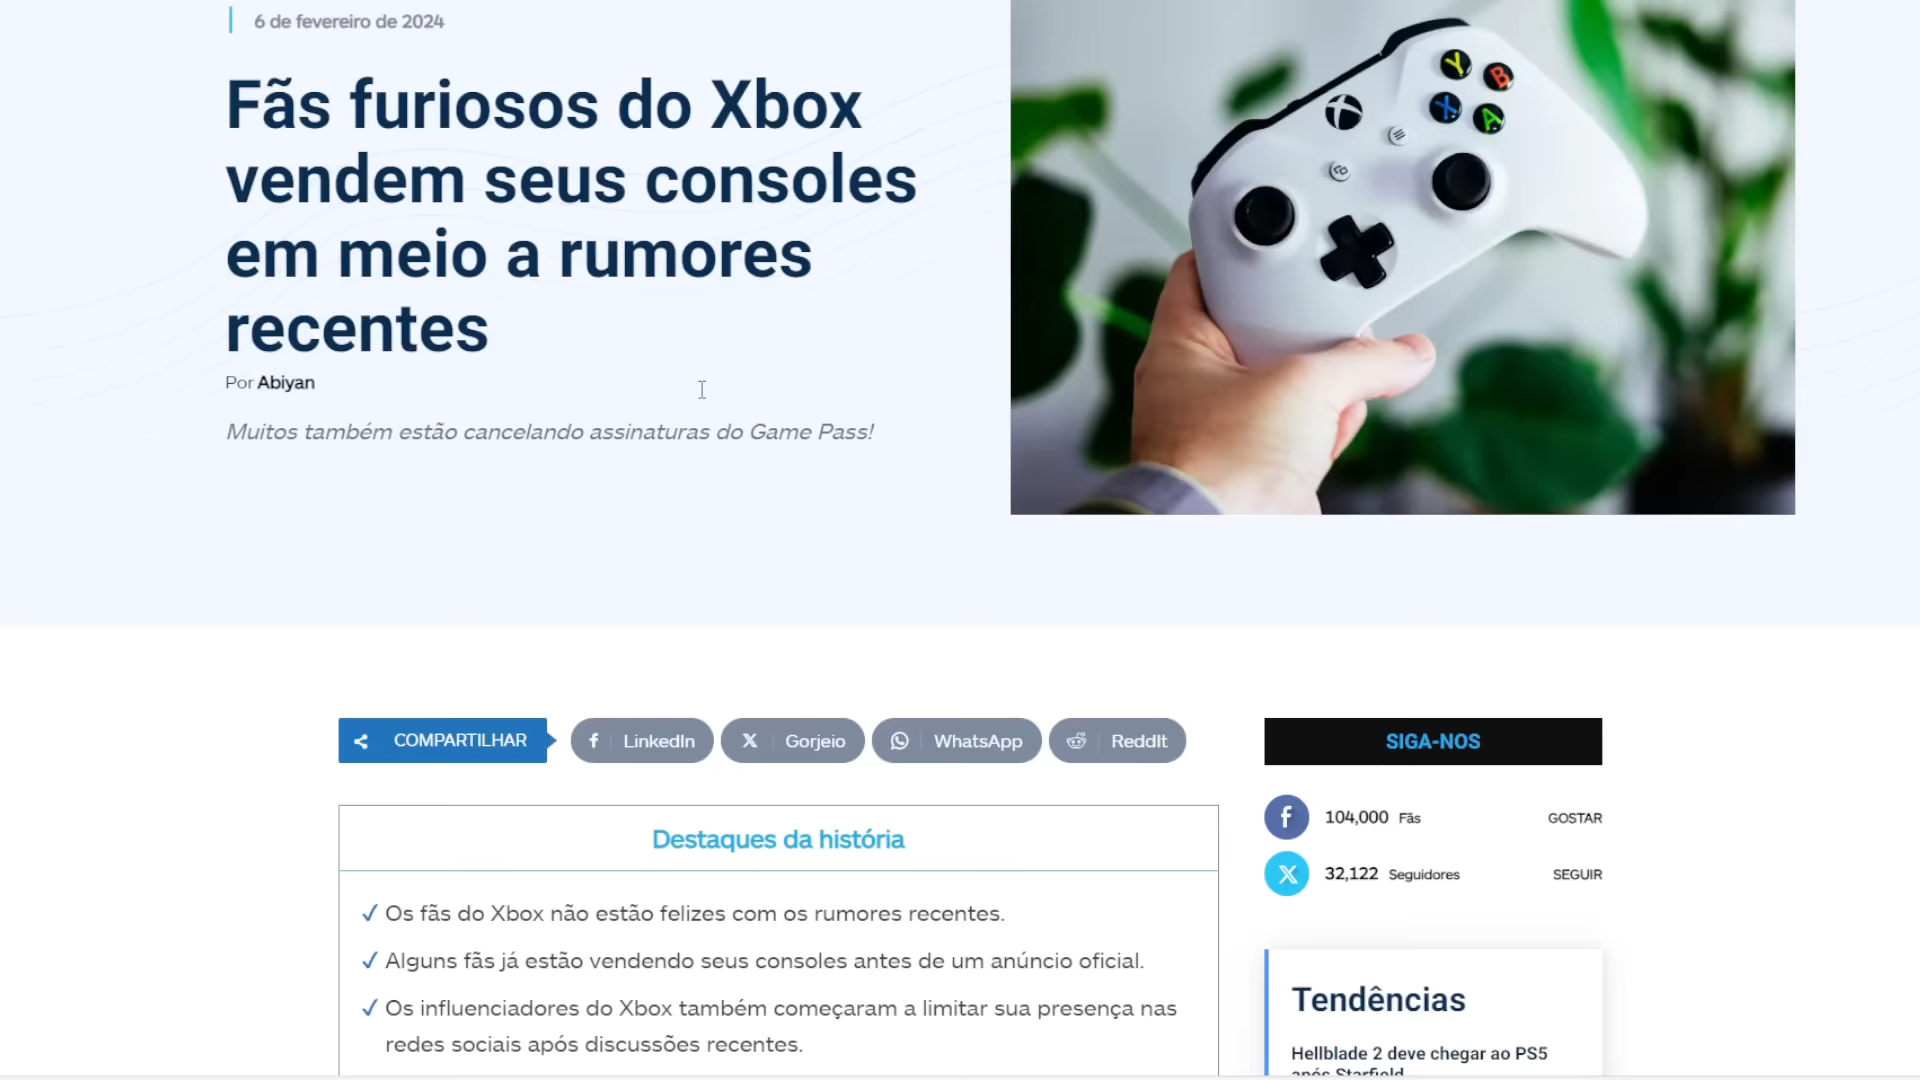 6 de fevereiro de 2024
Fãs furiosos do Xbox
vendem seus consoles
em meio a rumores
recentes
Por Abiyan
Muitos também estão cancelando assinaturas do Game Pass!
Y
B
X
A
COMPARTILHAR
LinkedIn
Gorjeio
WhatsApp
ReddIt
SIGA-NOS
104,000 Fãs GOSTAR
32,122 Seguidores SEGUIR
Destaques da história
Os fãs do Xbox não estão felizes com os rumores recentes.
Alguns fãs já estão vendendo seus consoles antes de um anúncio oficial.
Os influenciadores do Xbox também começaram a limitar sua presença nas
redes sociais após discussões recentes.
Tendências
Hellblade 2 deve chegar ao PS5
após Starfield